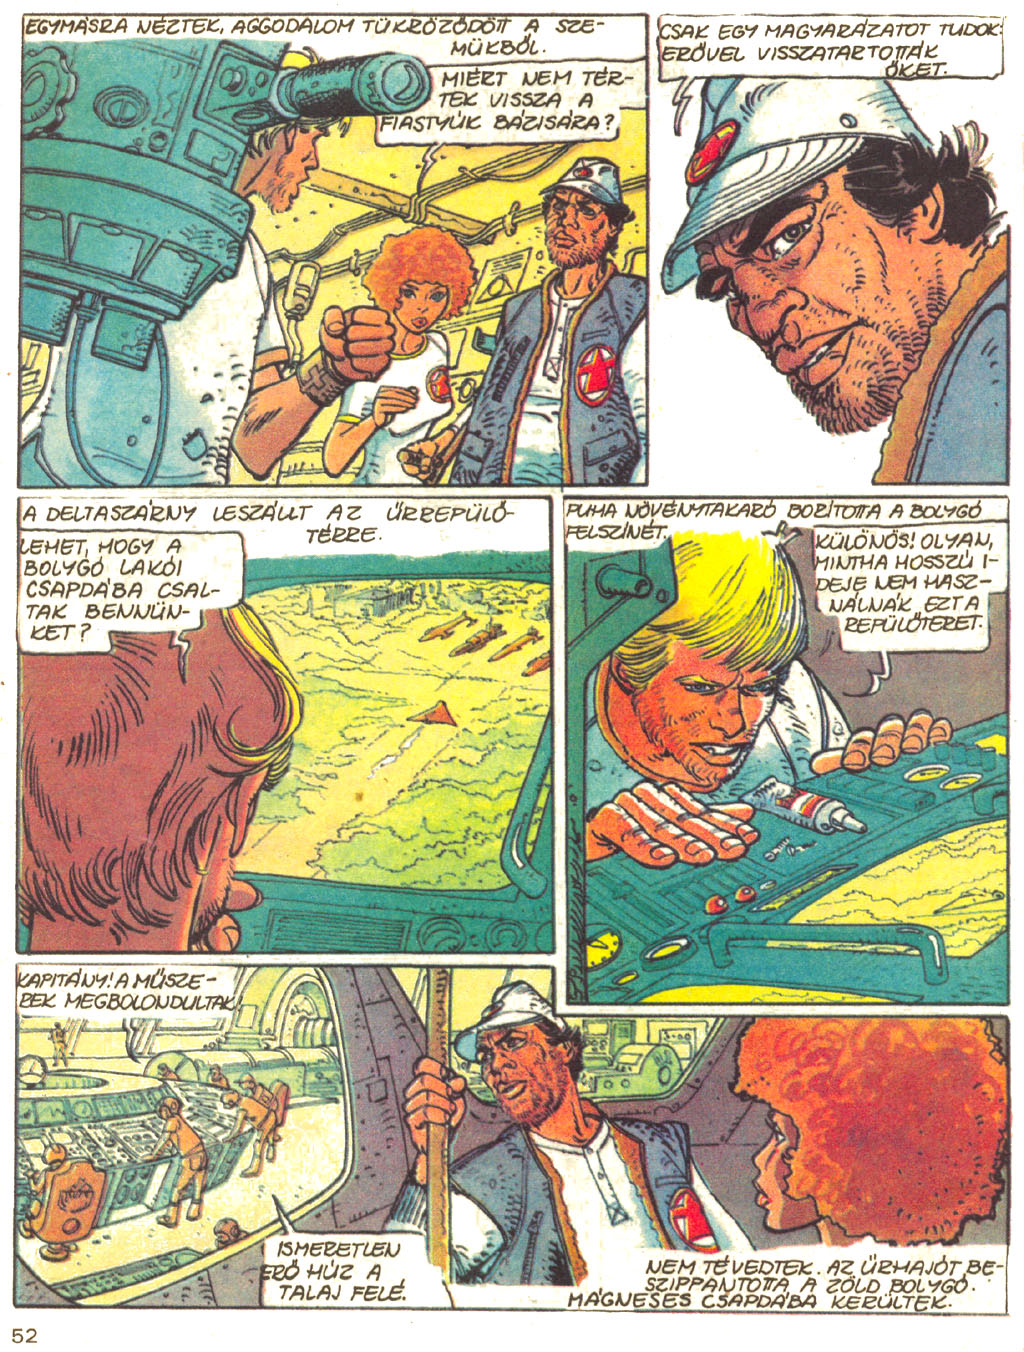 EGYMÁSRA NÉZTEK, AGGODALOM TÜKRÖZŐDÖTT A SZE-
MÜKBŐL.
MIÉRT NEM TÉR-
TEK VISSZA A
FIASTYÚK BÁZISÁRA?
CSAK EGY MAGYARÁZATOT TUDOK:
ERŐVEL VISSZATARTOTTÁK
ŐKET.
A DELTASZÁRNY LESZÁLLT AZ ŰRREPÜLŐ-
TÉRRE.
LEHET, HOGY A
BOLYGÓ LAKÓI
CSAPDÁBA CSAL-
TAK BENNÜN-
KET?
PUHA NÖVÉNYTAKARÓ BORÍTOTTA A BOLYGÓ
FELSZÍNÉT.
KÜLÖNÖS! OLYAN,
MINTHA HOSSZÚ I-
DEJE NEM HASZ-
NÁLNÁK EZT A
REPÜLŐTERET.
KAPITÁNY! A MŰSZE-
REK MEGBOLONDULTAK!
ISMERETLEN
ERŐ HÚZ A
TALAJ FELÉ.
NEM TÉVEDTEK. AZ ŰRHAJÓT BE-
SZIPPANTOTTA A ZÖLD BOLYGÓ.
MÁGNESES CSAPDÁBA KERÜLTEK.
52